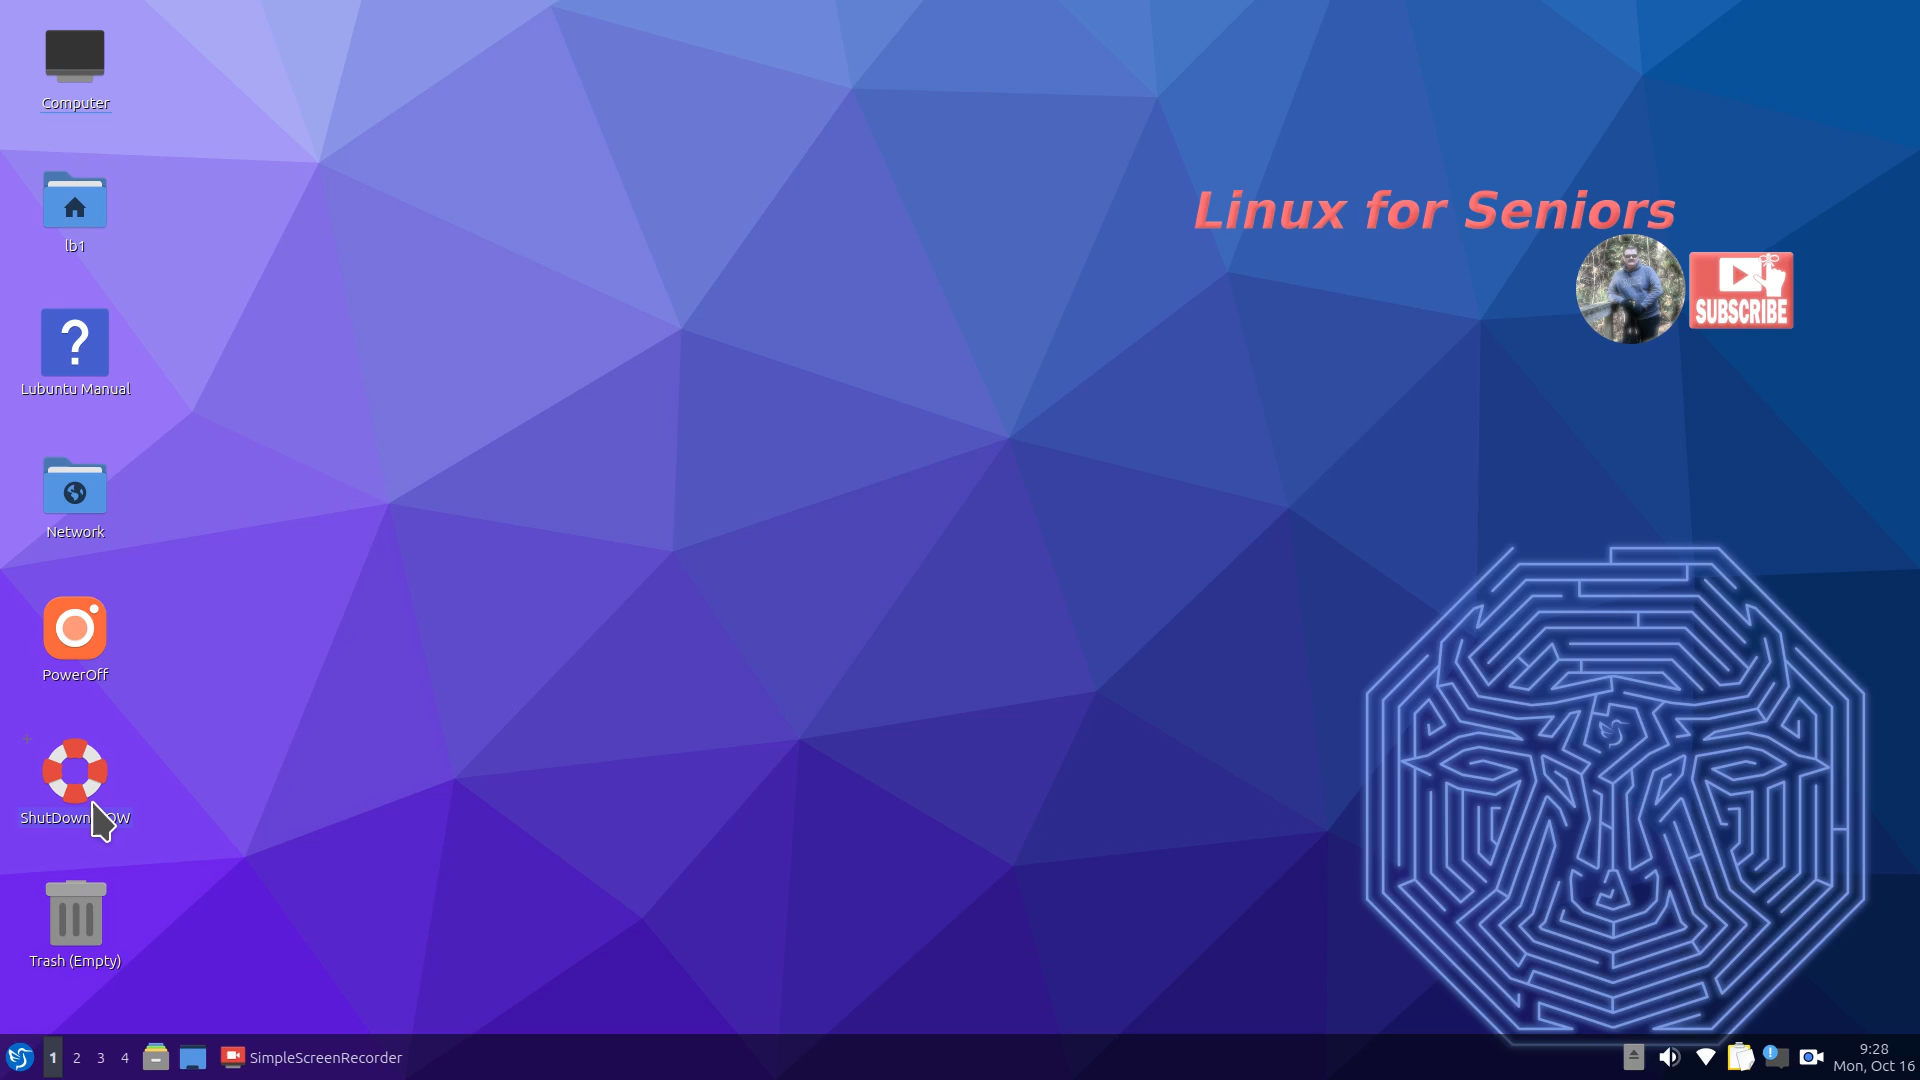 Computer
lb1
Lubuntu Manual
Network
PowerOff
Trash (Empty)
Linux for Seniors
SUBSCRIBE
1
2
3
4
SimpleScreenRecorder
9:28
Mon, Oct 16